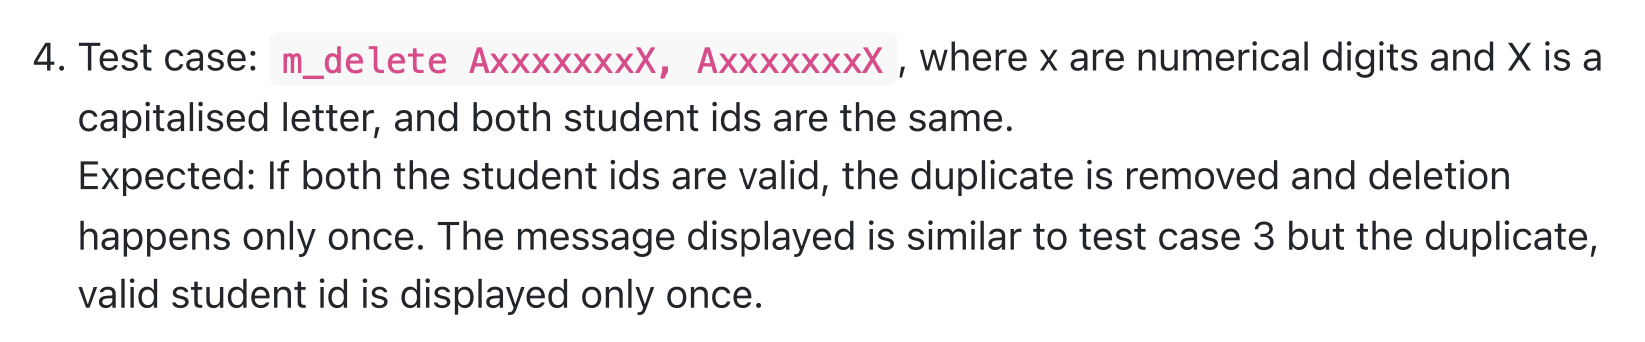 4. Test case: m_delete AxxxxxxxX, AxxxxxxxX, where x are numerical digits and X is a
capitalised letter, and both student ids are the same.
Expected: If both the student ids are valid, the duplicate is removed and deletion
happens only once. The message displayed is similar to test case 3 but the duplicate,
valid student id is displayed only once.